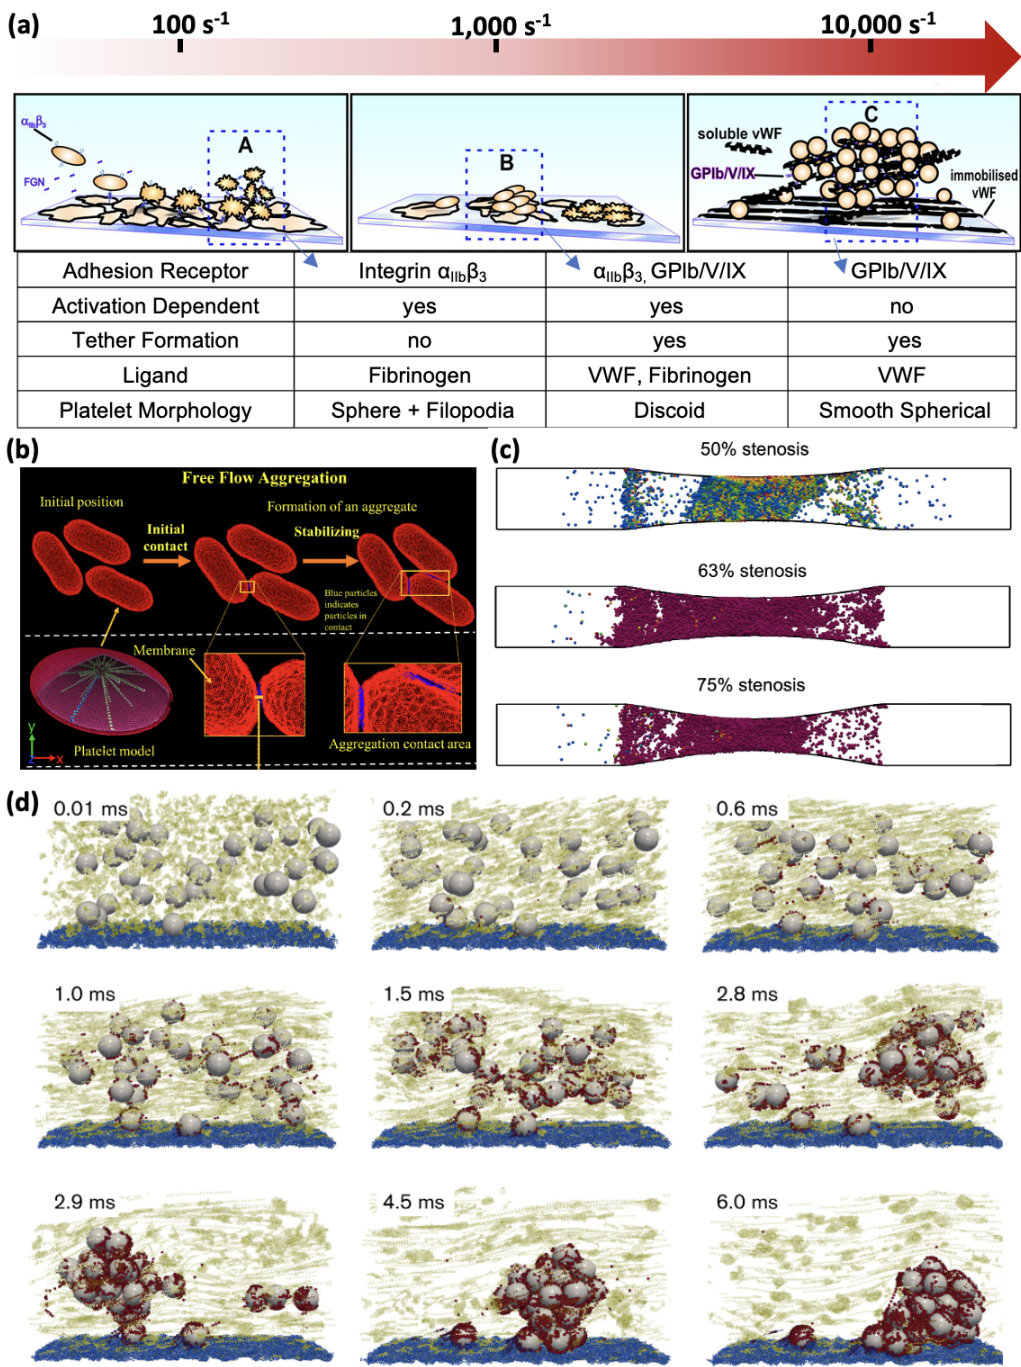 (a)
100 s⁻¹
1,000 s⁻¹
10,000 s⁻¹
αIIbβ3
FGN
A
B
C
soluble vWF
GPIb/V/IX
immobilised
vWF
Adhesion Receptor Integrin αIIbβ3 αIIbβ3, GPIb/V/IX GPIb/V/IX
Activation Dependent yes yes no
Tether Formation no yes yes
Ligand Fibrinogen VWF, Fibrinogen VWF
Platelet Morphology Sphere + Filopodia Discoid Smooth Spherical
(b)
Free Flow Aggregation
Initial position
Formation of an aggregate
Initial
contact
Stabilizing
Blue particles
indicates
particles in
contact
Membrane
Platelet model
Aggregation contact area
y
z
x
(c)
50% stenosis
63% stenosis
75% stenosis
(d)
0.01 ms
0.2 ms
0.6 ms
1.0 ms
1.5 ms
2.8 ms
2.9 ms
4.5 ms
6.0 ms